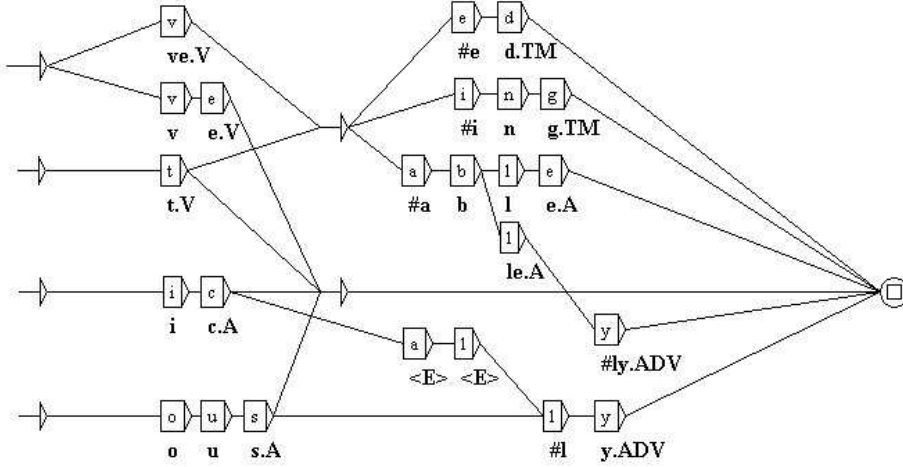 v e d
ve.V #e d.TM
v e i n g
v e.V #i n g.TM
t a b l e
t.V #a b l e.A
l
le.A
i c
i c.A
a l y
<E> <E> #ly.ADV
o u s l y
o u s.A #l y.ADV